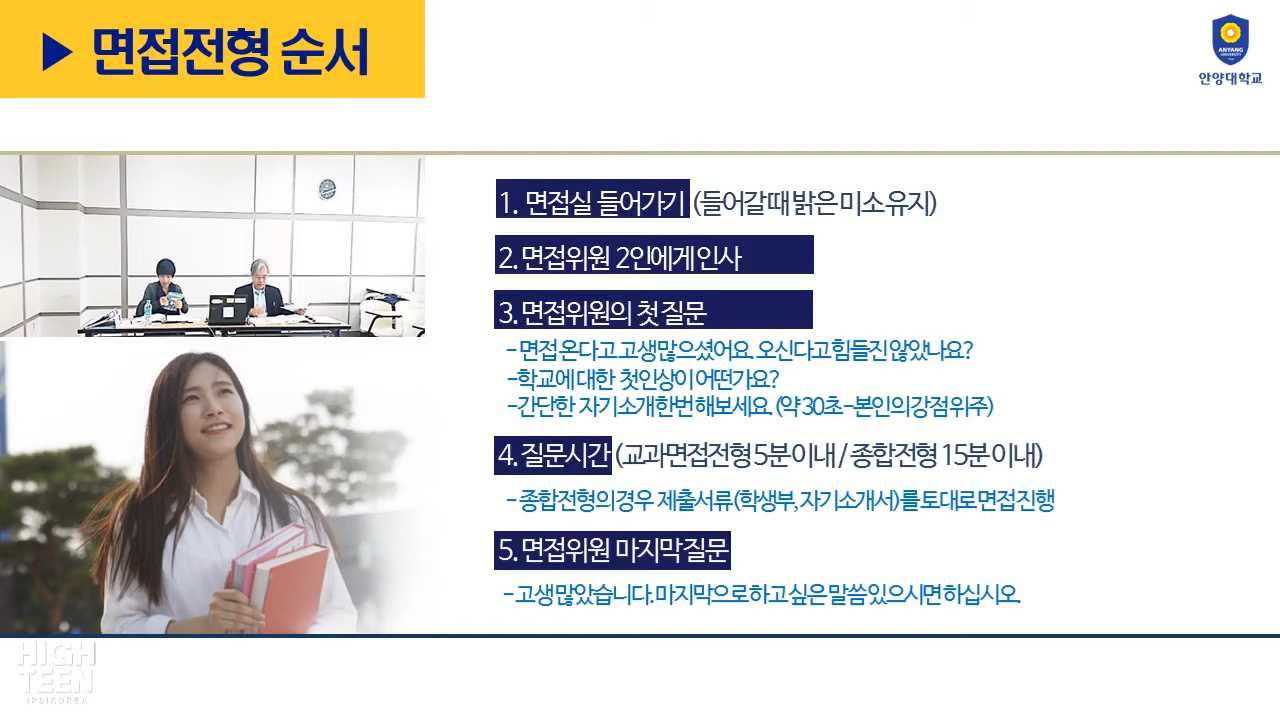 ▶ 면접전형 순서
ANYANG
UNIVERSITY
안양대학교
1. 면접실 들어가기 (들어갈 때 밝은 미소 유지)
2. 면접위원 2인에게 인사
3. 면접위원의 첫 질문
- 면접 온다고 고생많으셨어요. 오신다고 힘들진 않았나요?
-학교에 대한 첫인상이 어떤가요?
-간단한 자기소개 한번 해보세요. (약 30초-본인의 강점 위주)
4. 질문시간 (교과면접전형 5분 이내 / 종합전형 15분 이내)
- 종합전형의 경우 제출서류(학생부, 자기소개서)를 토대로 면접 진행
5. 면접위원 마지막 질문
- 고생 많았습니다. 마지막으로 하고 싶은 말씀 있으시면 하십시오.
HIGH
TEEN
IPSIKOREA